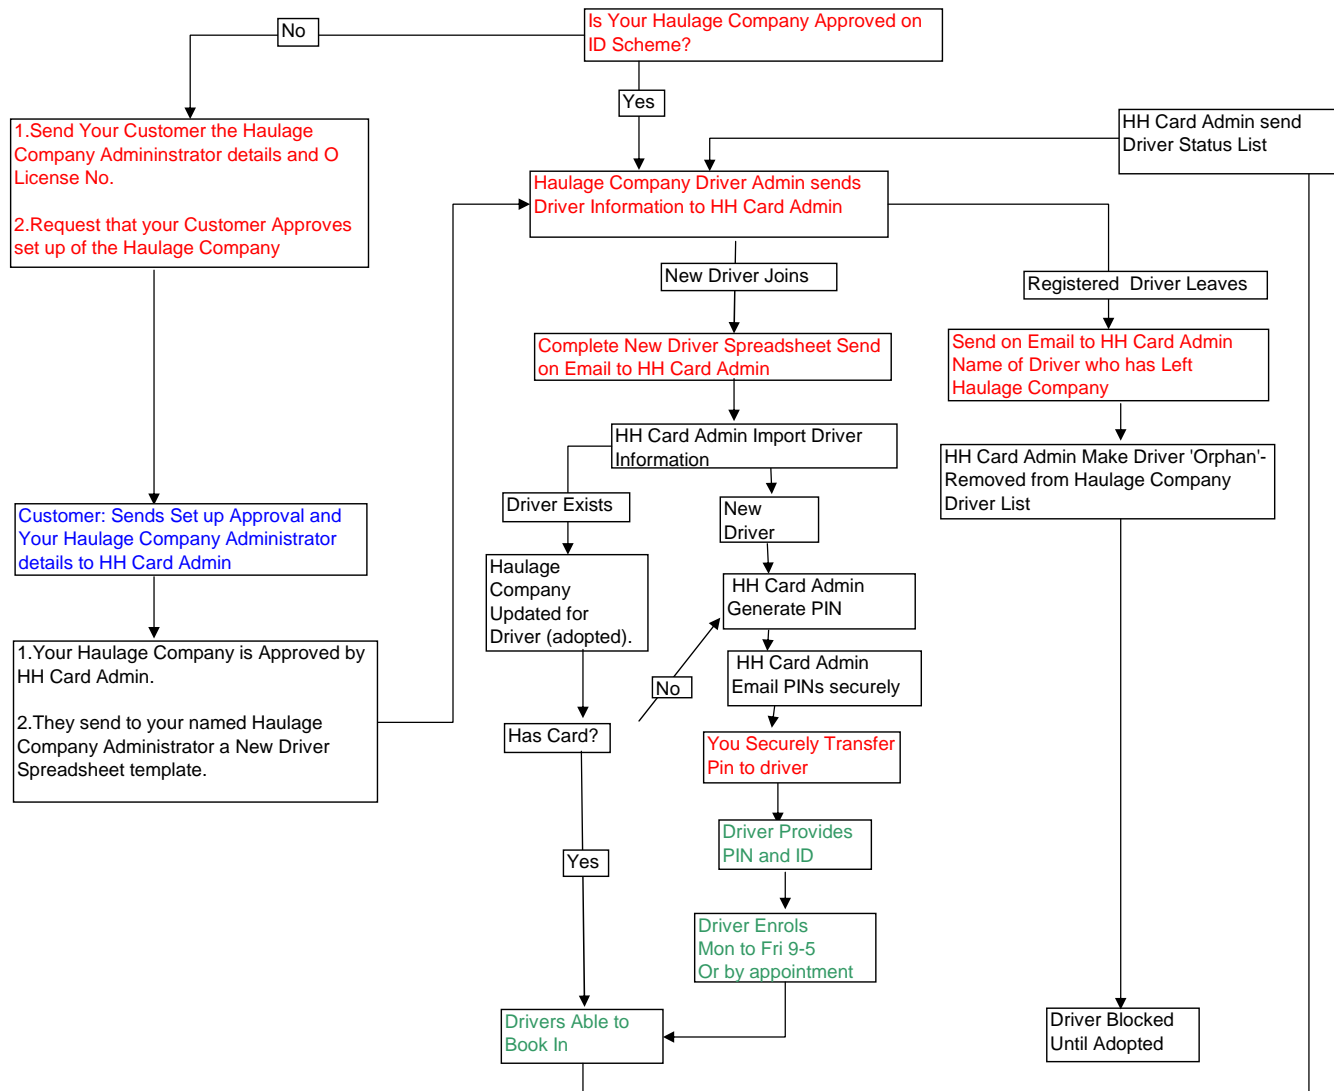 Is Your Haulage Company Approved on
ID Scheme?
No
Yes
1.Send Your Customer the Haulage
Company Admininstrator details and O
License No.
2.Request that your Customer Approves
set up of the Haulage Company
HH Card Admin send
Driver Status List
Haulage Company Driver Admin sends
Driver Information to HH Card Admin
New Driver Joins
Registered  Driver Leaves
Complete New Driver Spreadsheet Send
on Email to HH Card Admin
Send on Email to HH Card Admin
Name of Driver who has Left
Haulage Company
HH Card Admin Import Driver
Information
HH Card Admin Make Driver 'Orphan'-
Removed from Haulage Company
Driver List
Driver Exists
New
Driver
Customer: Sends Set up Approval and
Your Haulage Company Administrator
details to HH Card Admin
Haulage
Company
Updated for
Driver (adopted).
HH Card Admin
Generate PIN
1.Your Haulage Company is Approved by
HH Card Admin.
2.They send to your named Haulage
Company Administrator a New Driver
Spreadsheet template.
HH Card Admin
Email PINs securely
No
Has Card?
You Securely Transfer
Pin to driver
Driver Provides
PIN and ID
Yes
Driver Enrols
Mon to Fri 9-5
Or by appointment
Drivers Able to
Book In
Driver Blocked
Until Adopted